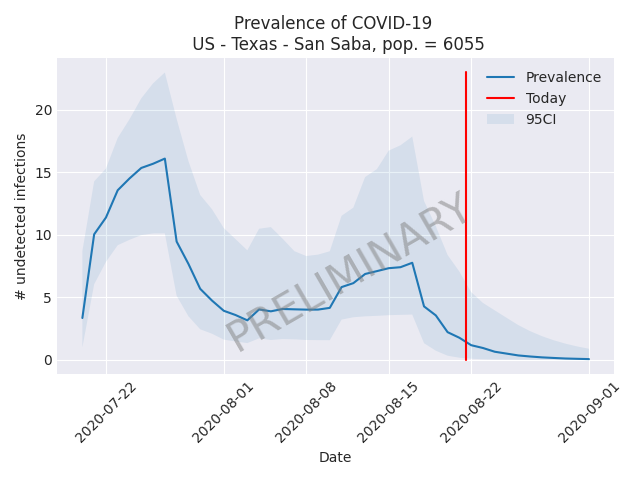 Prevalence of COVID-19
US - Texas - San Saba, pop. = 6055
# undetected infections
20
15
10
5
0
Prevalence
Today
95CI
PRELIMINARY
2020-07-22
2020-08-01
2020-08-08
2020-08-15
2020-08-22
2020-09-01
Date